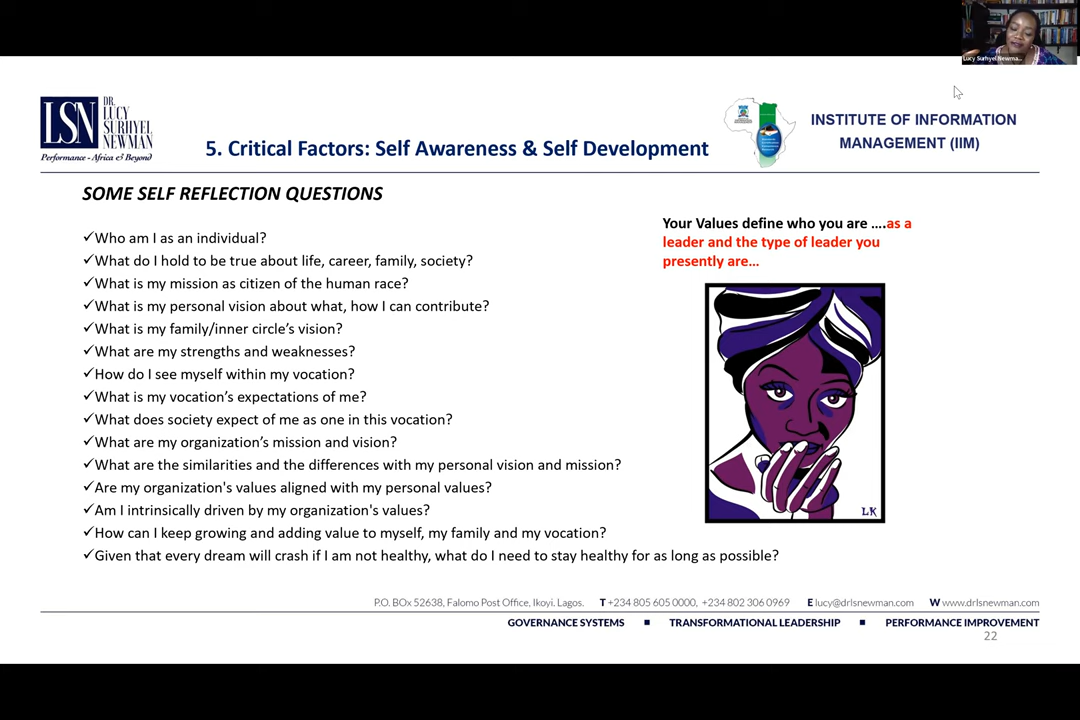 Lucy Surhyel Newma...
LSN
DR.
LUCY
SURHYEL
NEWMAN
Performance - Africa & Beyond
5. Critical Factors: Self Awareness & Self Development
INSTITUTE OF INFORMATION
MANAGEMENT (IIM)
SOME SELF REFLECTION QUESTIONS
✓Who am I as an individual?
✓What do I hold to be true about life, career, family, society?
✓What is my mission as citizen of the human race?
✓What is my personal vision about what, how I can contribute?
✓What is my family/inner circle’s vision?
✓What are my strengths and weaknesses?
✓How do I see myself within my vocation?
✓What is my vocation’s expectations of me?
✓What does society expect of me as one in this vocation?
✓What are my organization’s mission and vision?
✓What are the similarities and the differences with my personal vision and mission?
✓Are my organization's values aligned with my personal values?
✓Am I intrinsically driven by my organization's values?
✓How can I keep growing and adding value to myself, my family and my vocation?
✓Given that every dream will crash if I am not healthy, what do I need to stay healthy for as long as possible?
Your Values define who you are ....as a
leader and the type of leader you
presently are...
LK
P.O. BOx 52638, Falomo Post Office, Ikoyi, Lagos. T +234 805 605 0000, +234 802 306 0969 E lucy@drlsnewman.com W www.drlsnewman.com
GOVERNANCE SYSTEMS ■ TRANSFORMATIONAL LEADERSHIP ■ PERFORMANCE IMPROVEMENT
22